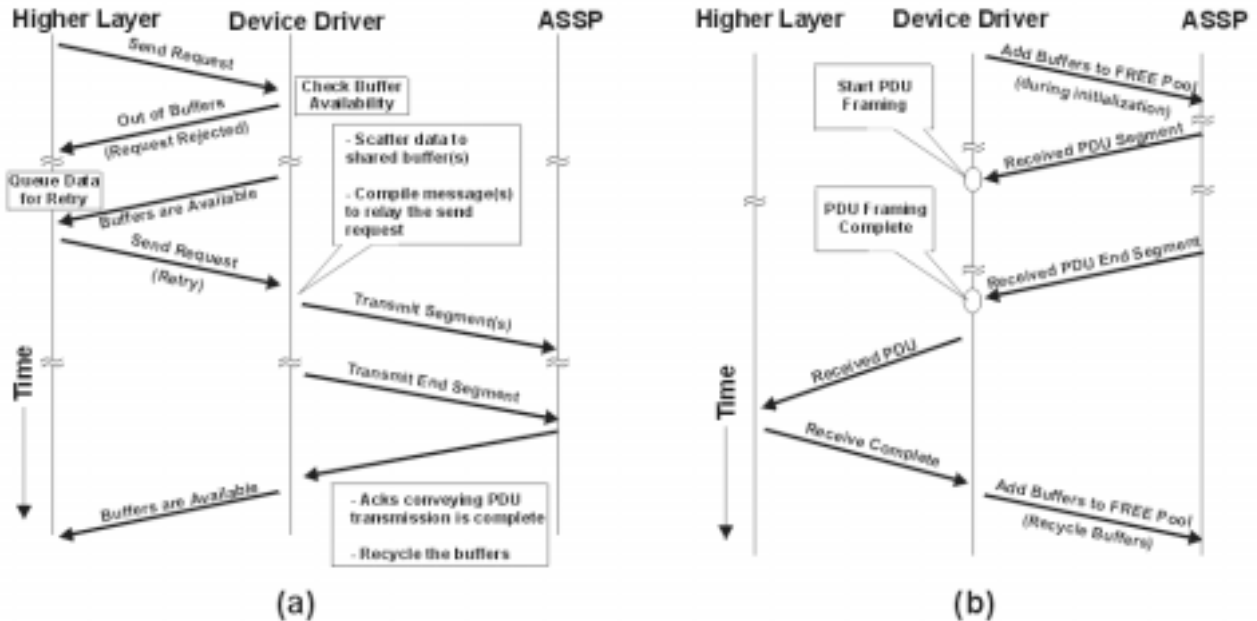 Higher Layer
Device Driver
ASSP
Send Request
Check Buffer
Availability
Out of Buffers
(Request Rejected)
- Scatter data to
shared buffer(s)
- Compile message(s)
to relay the send
request
Queue Data
for Retry
Buffers are Available
Send Request
(Retry)
Transmit Segment(s)
Time
Transmit End Segment
Buffers are Available
- Acks conveying PDU
transmission is complete
- Recycle the buffers
(a)
Higher Layer
Device Driver
ASSP
Add Buffers to FREE Pool
(during initialization)
Start PDU
Framing
Received PDU Segment
PDU Framing
Complete
Received PDU End Segment
Received PDU
Time
Receive Complete
Add Buffers to FREE Pool
(Recycle Buffers)
(b)